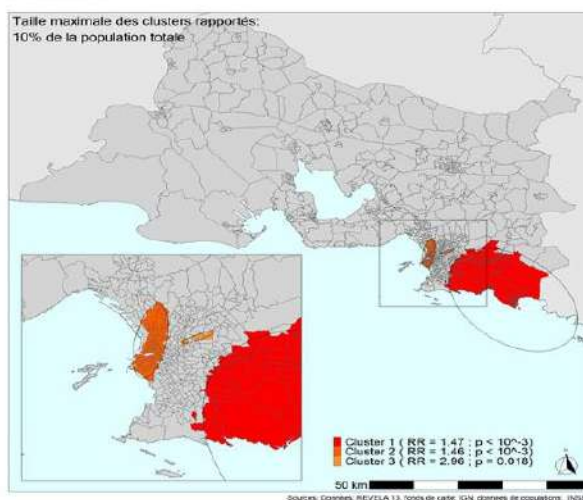 Taille maximale des clusters rapportés:
10% de la population totale
Cluster 1 ( RR = 1.47 ; p < 10^-3)
Cluster 2 ( RR = 1.46 ; p < 10^-3)
Cluster 3 ( RR = 2.96 ; p = 0.018)
50 km
Sources: Données, REVELA 13, fonds de carte, IGN, données de populations, INSEE